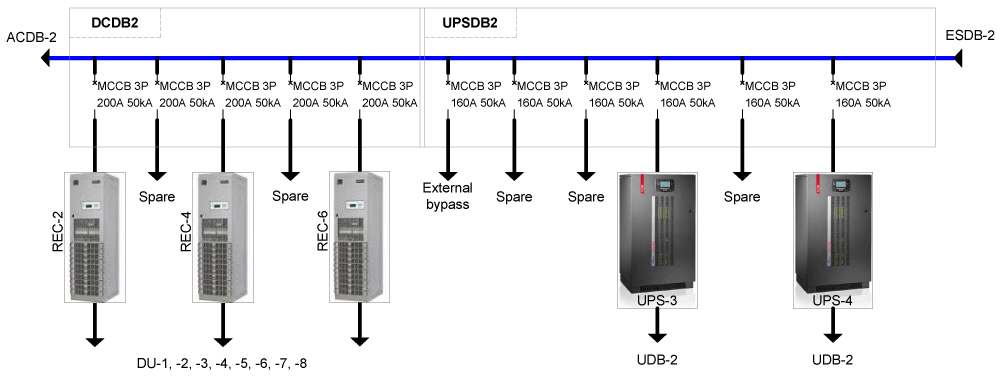 DCDB2
UPSDB2
ACDB-2
ESDB-2
MCCB 3P
200A 50kA
MCCB 3P
200A 50kA
MCCB 3P
200A 50kA
MCCB 3P
200A 50kA
MCCB 3P
200A 50kA
MCCB 3P
160A 50kA
MCCB 3P
160A 50kA
MCCB 3P
160A 50kA
MCCB 3P
160A 50kA
MCCB 3P
160A 50kA
MCCB 3P
160A 50kA
REC-2
Spare
REC-4
Spare
REC-6
External
bypass
Spare
Spare
Spare
UPS-3
UPS-4
DU-1, -2, -3, -4, -5, -6, -7, -8
UDB-2
UDB-2